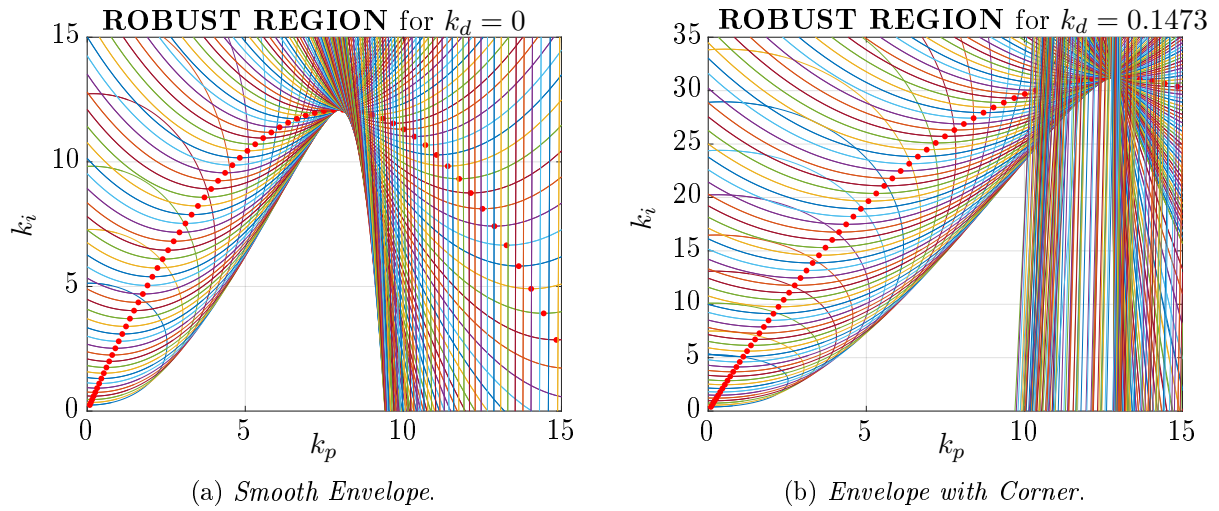 ROBUST REGION for k_d = 0
15
10
5
0
k_i
0 5 10 15
k_p
(a) Smooth Envelope.
ROBUST REGION for k_d = 0.1473
35
30
25
20
15
10
5
0
k_i
0 5 10 15
k_p
(b) Envelope with Corner.